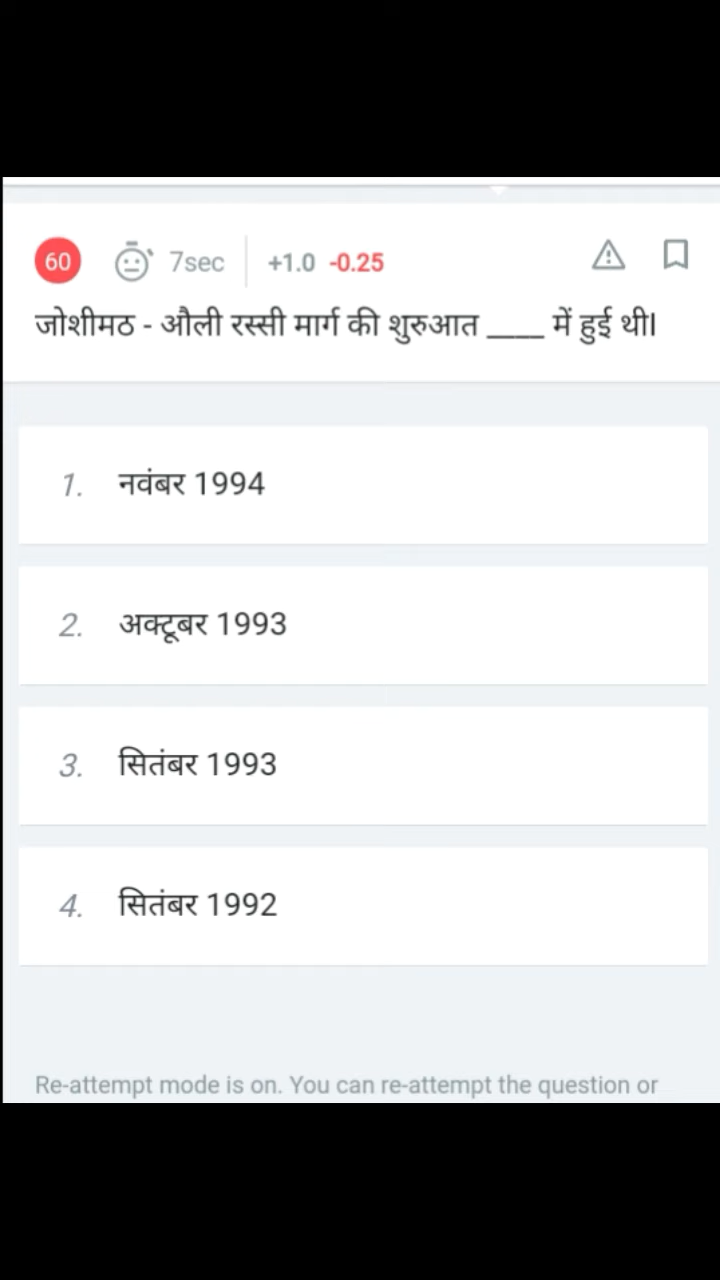 60 7sec +1.0 -0.25
जोशीमठ - औली रस्सी मार्ग की शुरुआत ____ में हुई थी।
1. नवंबर 1994
2. अक्टूबर 1993
3. सितंबर 1993
4. सितंबर 1992
Re-attempt mode is on. You can re-attempt the question or